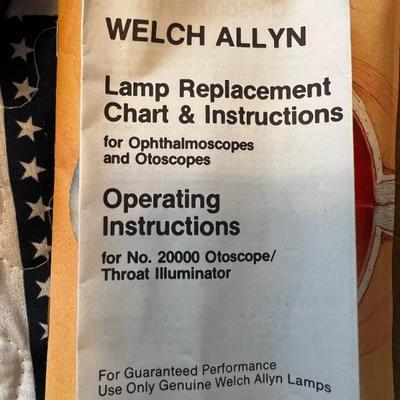 WELCH ALLYN
Lamp Replacement
Chart & Instructions
for Ophthalmoscopes
and Otoscopes
Operating
Instructions
for No. 20000 Otoscope/
Throat Illuminator
For Guaranteed Performance
Use Only Genuine Welch Allyn Lamps